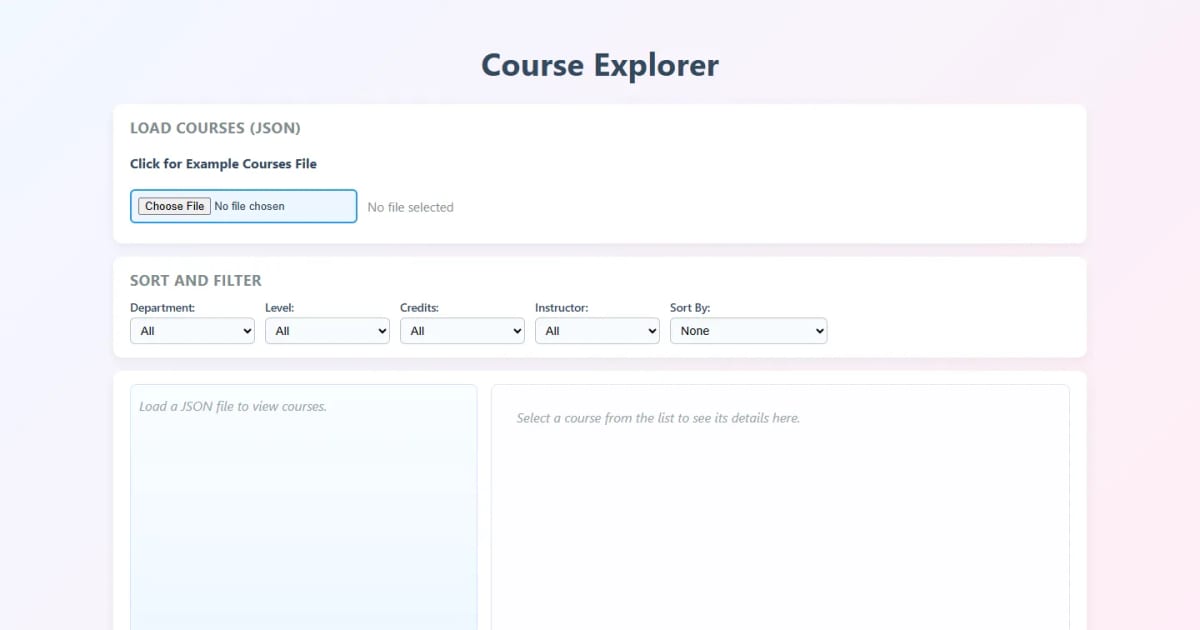 Course Explorer
LOAD COURSES (JSON)
Click for Example Courses File
Choose File No file chosen No file selected
SORT AND FILTER
Department: Level: Credits: Instructor: Sort By:
All All All All None
Load a JSON file to view courses.
Select a course from the list to see its details here.